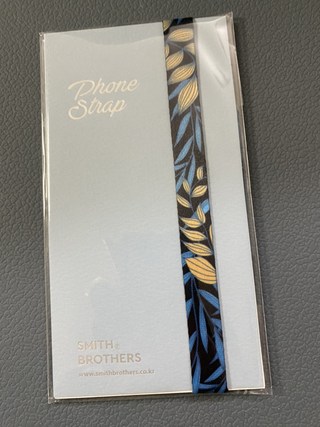 Phone
Strap
SMITH &
BROTHERS
www.smithbrothers.co.kr